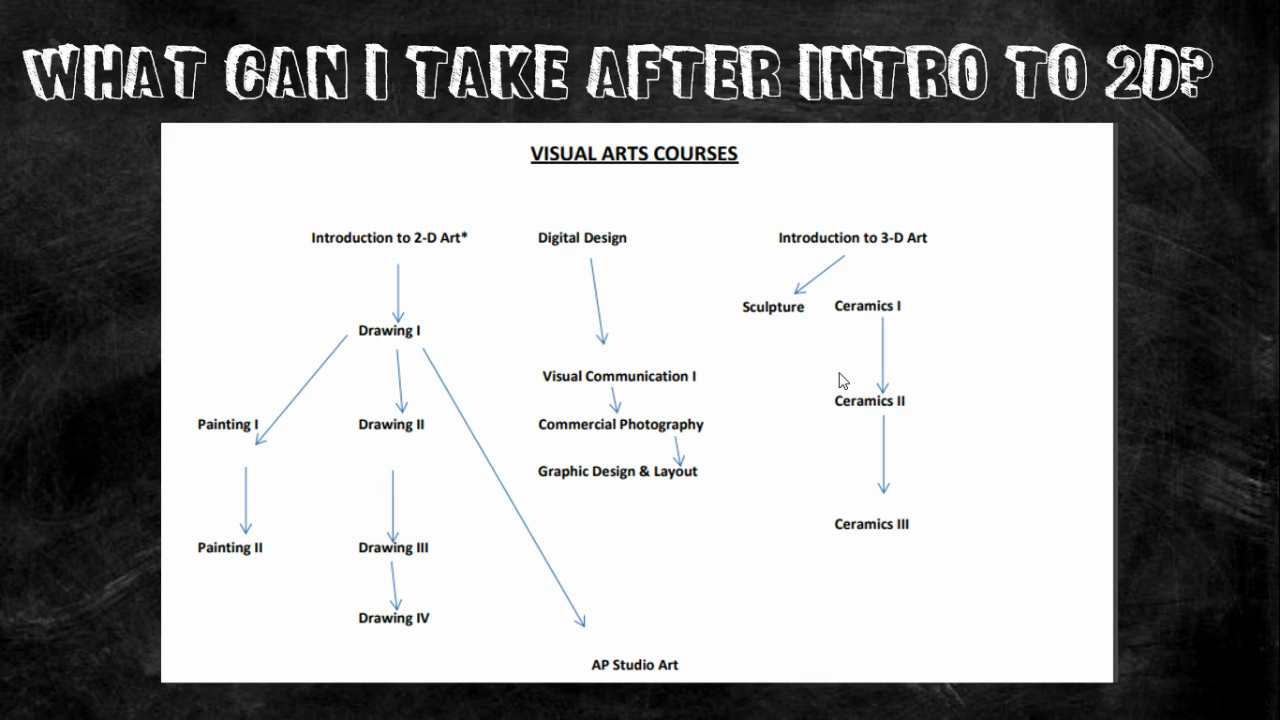 WHAT CAN I TAKE AFTER INTRO TO 2D?
VISUAL ARTS COURSES
Introduction to 2-D Art*
Digital Design
Introduction to 3-D Art
Sculpture
Ceramics I
Drawing I
Visual Communication I
Ceramics II
Painting I
Drawing II
Commercial Photography
Graphic Design & Layout
Ceramics III
Painting II
Drawing III
Drawing IV
AP Studio Art